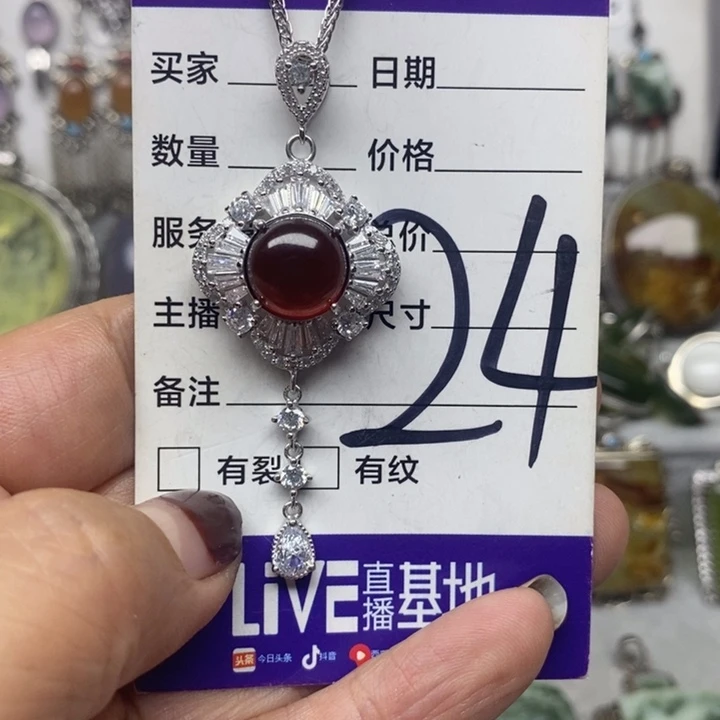 买家 日期
数量 价格
服务 总价
主播 尺寸
备注
24
有裂 有纹
LIVE 直播 基地
头条 今日头条 抖音